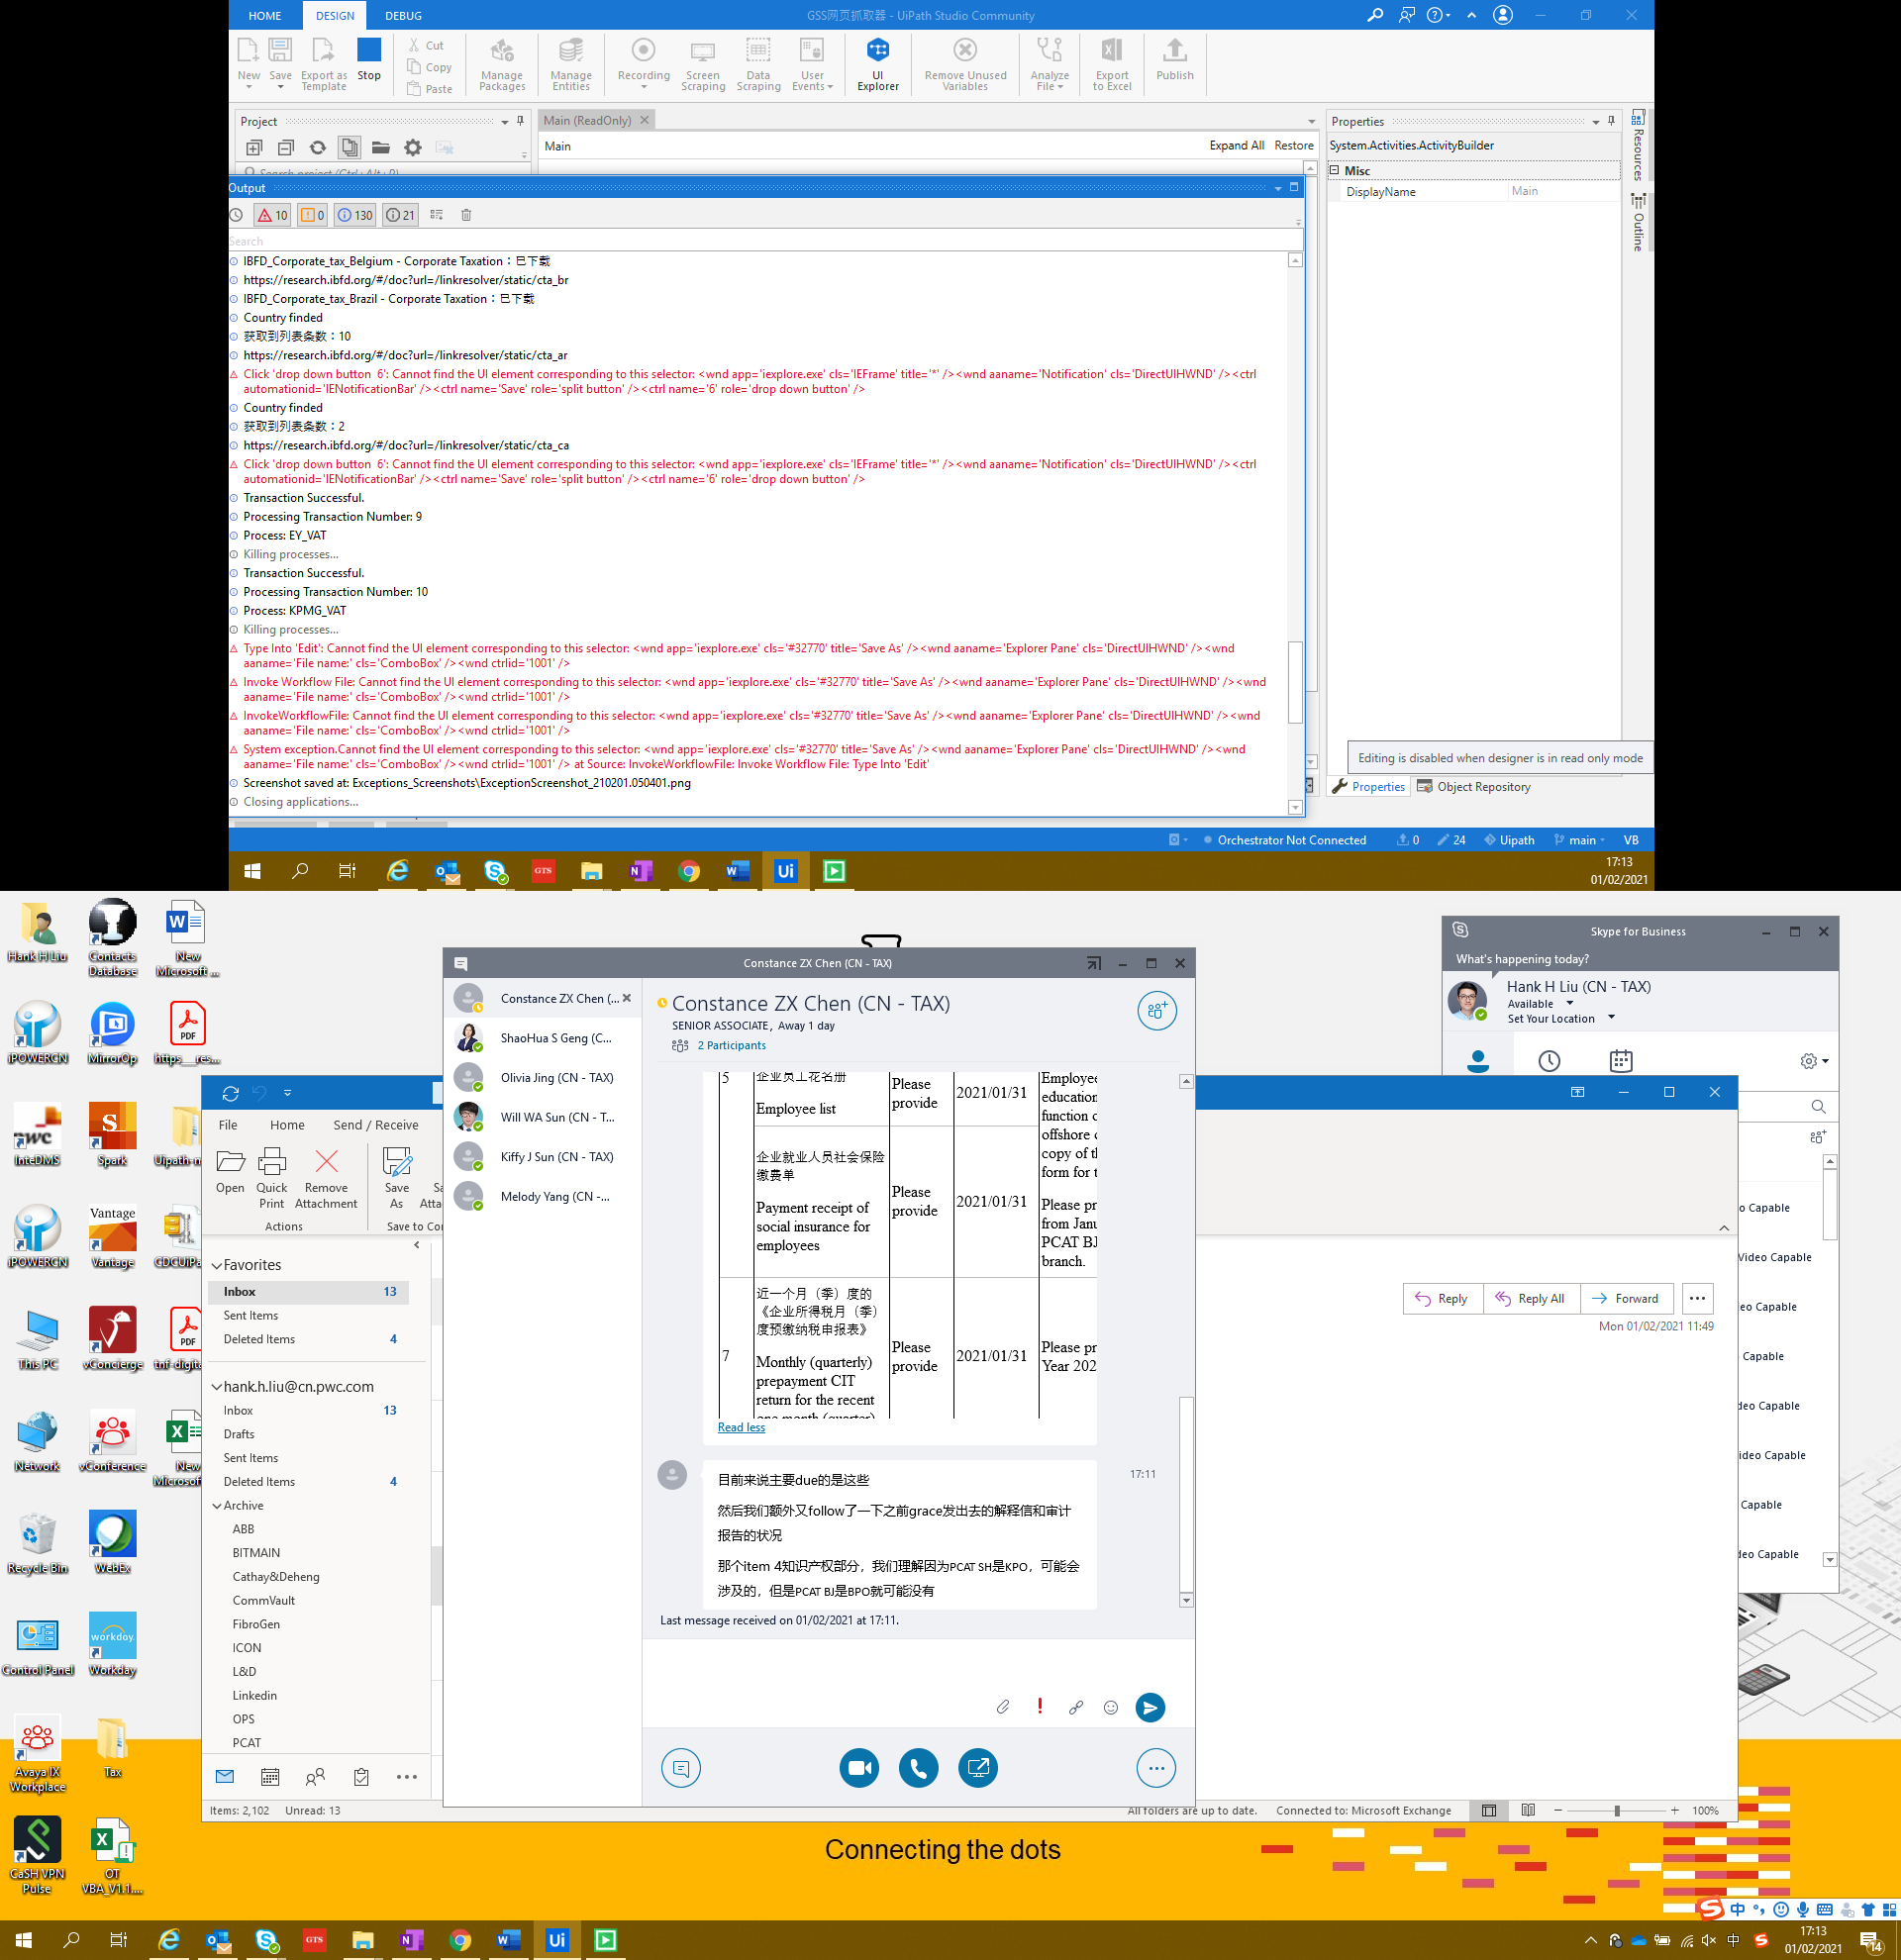 HOME DESIGN DEBUG
GSS网页抓取器 - UiPath Studio Community
New Save Export as Template Stop
Cut
Copy
Paste
Manage Packages
Manage Entities
Recording
Screen Scraping
Data Scraping
User Events
UI Explorer
Remove Unused Variables
Analyze File
Export to Excel
Publish
Project
Main (ReadOnly)
Main
Expand All Restore
Properties
System.Activities.ActivityBuilder
Misc
DisplayName Main
Resources
Outline
Search project (Ctrl+Alt+P)
Output
10 0 130 21
Search
IBFD_Corporate_tax_Belgium - Corporate Taxation：已下载
https://research.ibfd.org/#/doc?url=/linkresolver/static/cta_br
IBFD_Corporate_tax_Brazil - Corporate Taxation：已下载
Country finded
获取到列表条数：10
https://research.ibfd.org/#/doc?url=/linkresolver/static/cta_ar
Click 'drop down button  6': Cannot find the UI element corresponding to this selector: <wnd app='iexplore.exe' cls='IEFrame' title='*' /><wnd aaname='Notification' cls='DirectUIHWND' /><ctrl
automationid='IENotificationBar' /><ctrl name='Save' role='split button' /><ctrl name='6' role='drop down button' />
Country finded
获取到列表条数：2
https://research.ibfd.org/#/doc?url=/linkresolver/static/cta_ca
Click 'drop down button  6': Cannot find the UI element corresponding to this selector: <wnd app='iexplore.exe' cls='IEFrame' title='*' /><wnd aaname='Notification' cls='DirectUIHWND' /><ctrl
automationid='IENotificationBar' /><ctrl name='Save' role='split button' /><ctrl name='6' role='drop down button' />
Transaction Successful.
Processing Transaction Number: 9
Process: EY_VAT
Killing processes...
Transaction Successful.
Processing Transaction Number: 10
Process: KPMG_VAT
Killing processes...
Type Into 'Edit': Cannot find the UI element corresponding to this selector: <wnd app='iexplore.exe' cls='#32770' title='Save As' /><wnd aaname='Explorer Pane' cls='DirectUIHWND' /><wnd
aaname='File name:' cls='ComboBox' /><wnd ctrlid='1001' />
Invoke Workflow File: Cannot find the UI element corresponding to this selector: <wnd app='iexplore.exe' cls='#32770' title='Save As' /><wnd aaname='Explorer Pane' cls='DirectUIHWND' /><wnd
aaname='File name:' cls='ComboBox' /><wnd ctrlid='1001' />
InvokeWorkflowFile: Cannot find the UI element corresponding to this selector: <wnd app='iexplore.exe' cls='#32770' title='Save As' /><wnd aaname='Explorer Pane' cls='DirectUIHWND' /><wnd
aaname='File name:' cls='ComboBox' /><wnd ctrlid='1001' />
System exception.Cannot find the UI element corresponding to this selector: <wnd app='iexplore.exe' cls='#32770' title='Save As' /><wnd aaname='Explorer Pane' cls='DirectUIHWND' /><wnd
aaname='File name:' cls='ComboBox' /><wnd ctrlid='1001' /> at Source: InvokeWorkflowFile: Invoke Workflow File: Type Into 'Edit'
Screenshot saved at: Exceptions_Screenshots\ExceptionScreenshot_210201.050401.png
Closing applications...
Editing is disabled when designer is in read only mode
Properties Object Repository
Orchestrator Not Connected 0 24 Uipath main VB
GTS Ui
17:13
01/02/2021
Hank H Liu
Contacts Database
New Microsoft ...
iPOWERCN
MirrorOp
PDF
https__res...
pwc
InteDMS
Spark
Uipath-n
iPOWERCN
Vantage
Vantage
CDCUiPa
This PC
vConcierge
PDF
tnf-digit
Network
vConference
New Microsof
Recycle Bin
WebEx
Control Panel
workday.
Workday
Avaya IX Workplace
Tax
CaSH VPN Pulse
OT VBA_V1.1....
File Home Send / Receive
Open
Quick Print
Remove Attachment
Save As
Sa
Atta
Actions
Save to Co
Favorites
Inbox 13
Sent Items
Deleted Items 4
hank.h.liu@cn.pwc.com
Inbox 13
Drafts
Sent Items
Deleted Items 4
Archive
ABB
BITMAIN
Cathay&Deheng
CommVault
FibroGen
ICON
L&D
Linkedin
OPS
PCAT
Items: 2,102 Unread: 13
Constance ZX Chen (CN - TAX)
Constance ZX Chen (...
ShaoHua S Geng (C...
Olivia Jing (CN - TAX)
Will WA Sun (CN - T...
Kiffy J Sun (CN - TAX)
Melody Yang (CN -...
Constance ZX Chen (CN - TAX)
SENIOR ASSOCIATE, Away 1 day
2 Participants
5
企业员工花名册
Employee list
Please provide
2021/01/31
Employee
education
function o
offshore
copy of th
form for t
企业就业人员社会保险
缴费单
Payment receipt of
social insurance for
employees
Please provide
2021/01/31
Please pr
from Janu
PCAT BJ
branch.
7
近一个月（季）度的
《企业所得税月（季）
度预缴纳税申报表》
Monthly (quarterly)
prepayment CIT
return for the recent
one month (quarter)
Please provide
2021/01/31
Please pr
Year 202
Read less
目前来说主要due的是这些
17:11
然后我们额外又follow了一下之前grace发出去的解释信和审计
报告的状况
那个item 4知识产权部分，我们理解因为PCAT SH是KPO，可能会
涉及的，但是PCAT BJ是BPO就可能没有
Last message received on 01/02/2021 at 17:11.
Skype for Business
What's happening today?
Hank H Liu (CN - TAX)
Available
Set Your Location
o Capable
Video Capable
eo Capable
Capable
deo Capable
ideo Capable
Capable
deo Capable
Reply Reply All Forward
Mon 01/02/2021 11:49
All folders are up to date. Connected to: Microsoft Exchange 100%
Connecting the dots
中
GTS Ui
中
17:13
01/02/2021
14